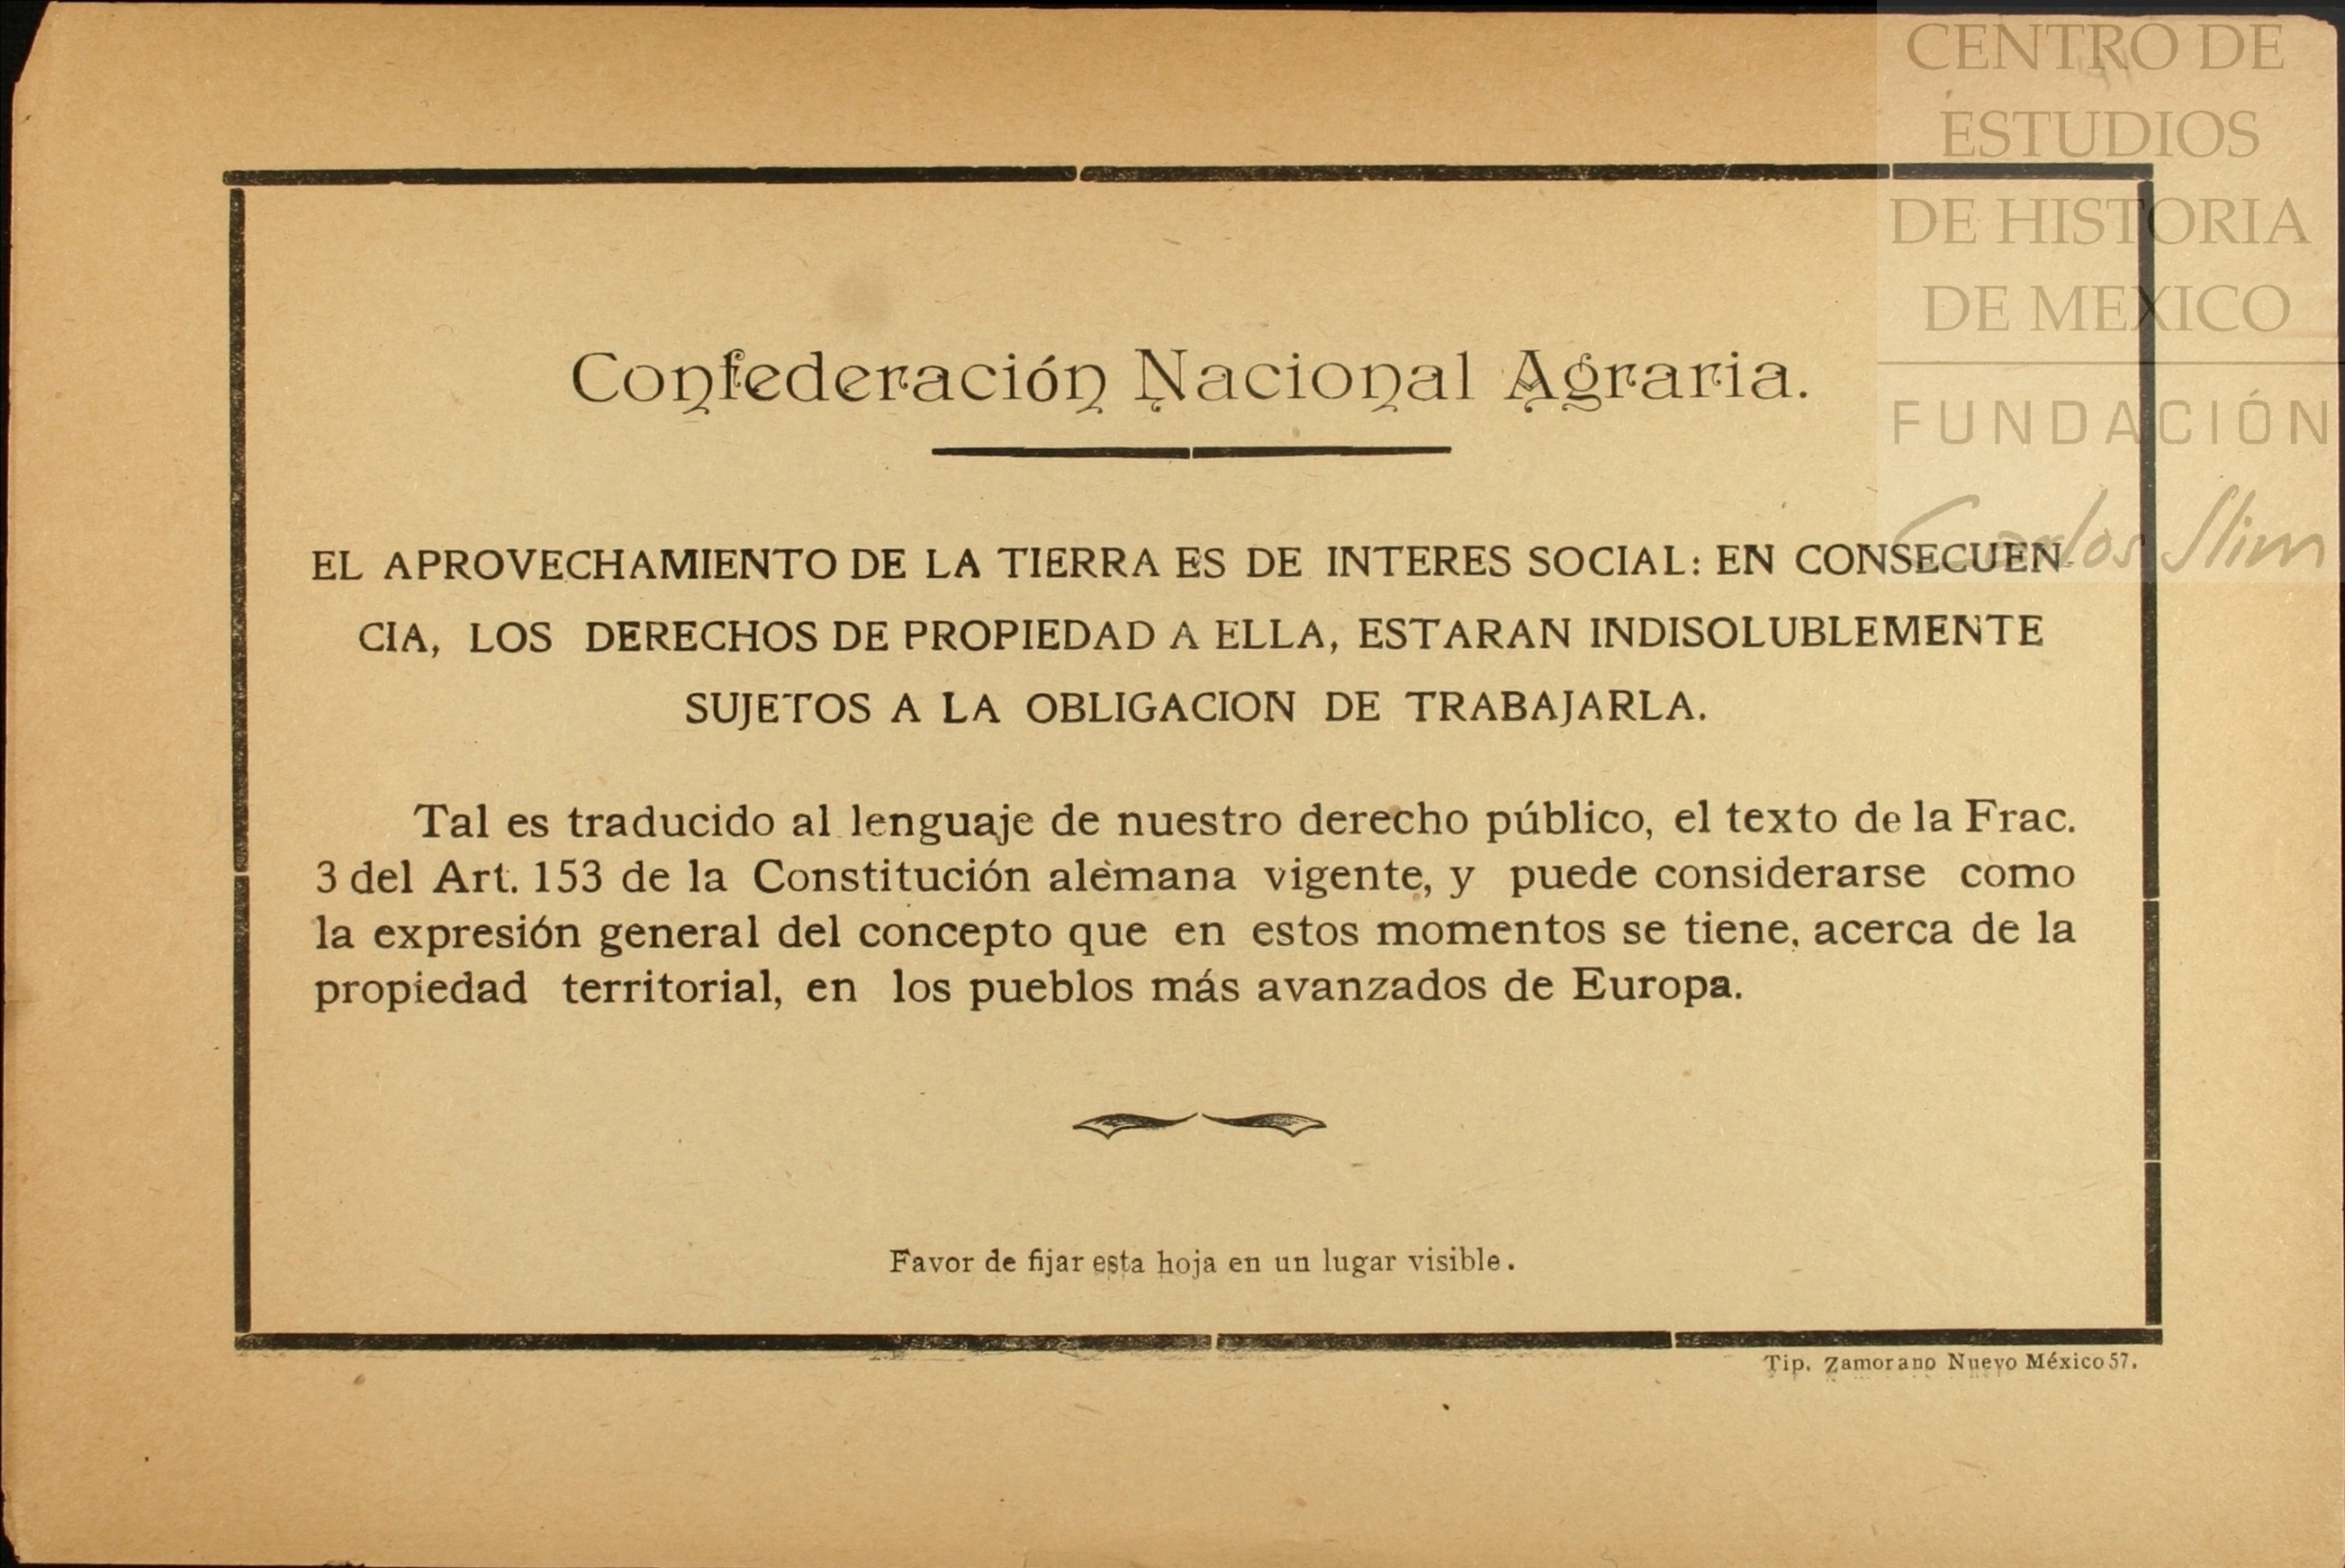 CENTRO DE
ESTUDIOS
DE HISTORIA
DE MEXICO
FUNDACIÓN
Carlos Slim
Confederación Nacional Agraria.
EL APROVECHAMIENTO DE LA TIERRA ES DE INTERES SOCIAL: EN CONSECUEN-
CIA, LOS DERECHOS DE PROPIEDAD A ELLA, ESTARAN INDISOLUBLEMENTE
SUJETOS A LA OBLIGACION DE TRABAJARLA.
Tal es traducido al lenguaje de nuestro derecho público, el texto de la Frac.
3 del Art. 153 de la Constitución alemana vigente, y puede considerarse como
la expresión general del concepto que en estos momentos se tiene, acerca de la
propiedad territorial, en los pueblos más avanzados de Europa.
Favor de fijar esta hoja en un lugar visible.
Tip. Zamorano Nuevo México 57.